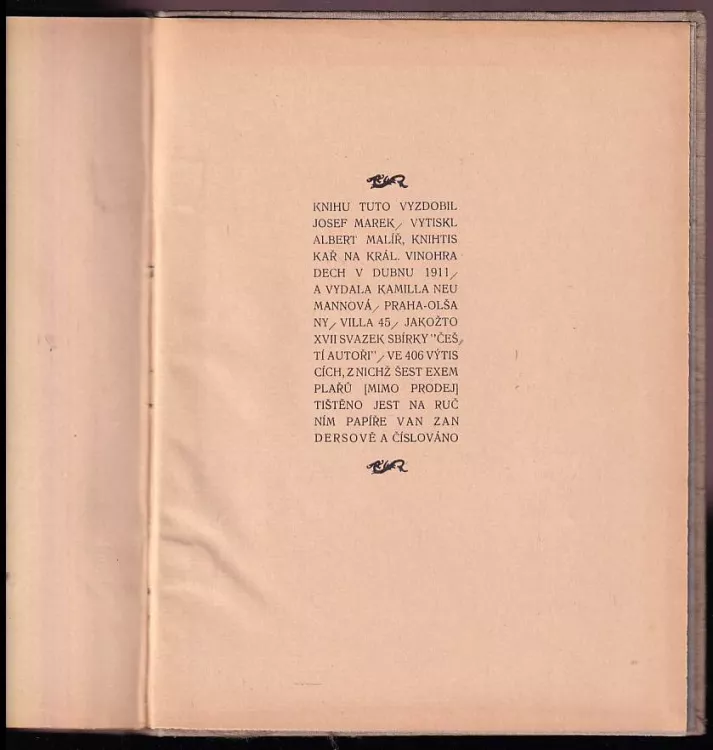 KNIHU TUTO VYZDOBIL
JOSEF MAREK/ VYTISKL
ALBERT MALÍŘ, KNIHTIS
KAŘ NA KRÁL. VINOHRA
DECH V DUBNU 1911/
A VYDALA KAMILLA NEU
MANNOVÁ/ PRAHA-OLŠA
NY/ VILLA 45/ JAKOŽTO
XVII SVAZEK SBÍRKY "ČEŠ/
TÍ AUTOŘI"/ VE 406 VÝTIS
CÍCH, Z NICHŽ ŠEST EXEM
PLAŘŮ [MIMO PRODEJ]
TIŠTĚNO JEST NA RUČ
NÍM PAPÍŘE VAN ZAN
DERSOVĚ A ČÍSLOVÁNO